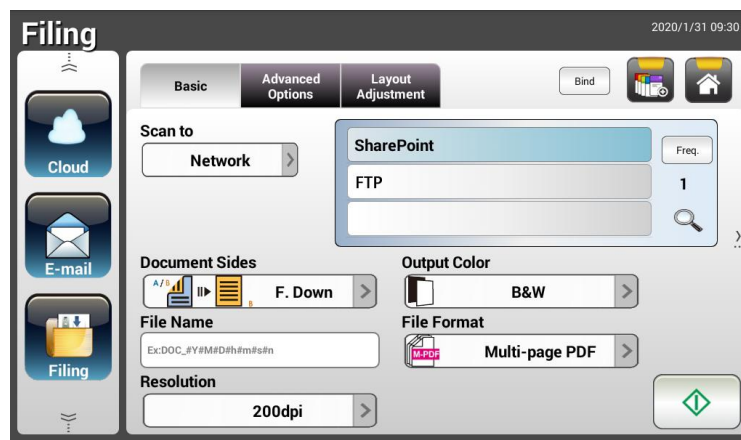 Filing
2020/1/31 09:30
Cloud
E-mail
Filing
Basic
Advanced
Options
Layout
Adjustment
Bind
Scan to
Network
SharePoint
FTP
Freq.
1
Document Sides
A/B
B
F. Down
Output Color
B&W
File Name
Ex:DOC_#Y#M#D#h#m#s#n
File Format
M-PDF
Multi-page PDF
Resolution
200dpi